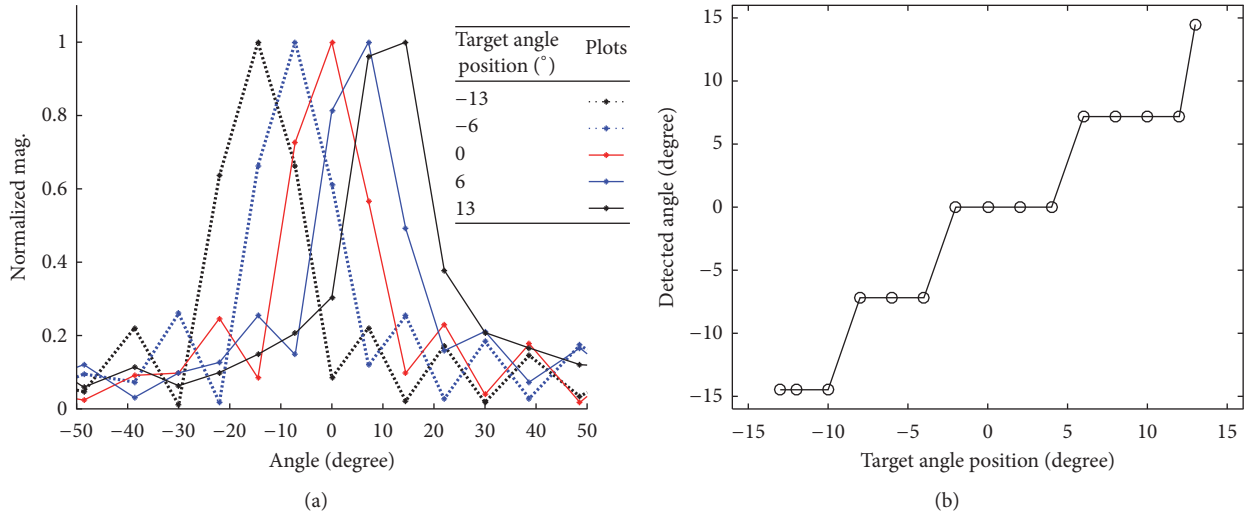 Normalized mag.
1
0.8
0.6
0.4
0.2
0
−50 −40 −30 −20 −10 0 10 20 30 40 50
Angle (degree)
Target angle position (°) Plots
−13
−6
0
6
13
(a)
Detected angle (degree)
15
10
5
0
−5
−10
−15
−15 −10 −5 0 5 10 15
Target angle position (degree)
(b)